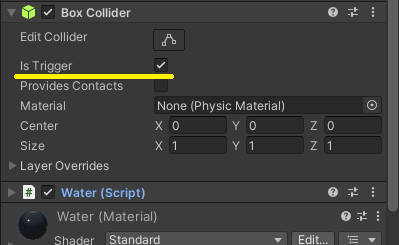 Box Collider
Edit Collider
Is Trigger
Provides Contacts
Material None (Physic Material)
Center X 0 Y 0 Z 0
Size X 1 Y 1 Z 1
Layer Overrides
# Water (Script)
Water (Material)
Shader Standard Edit...